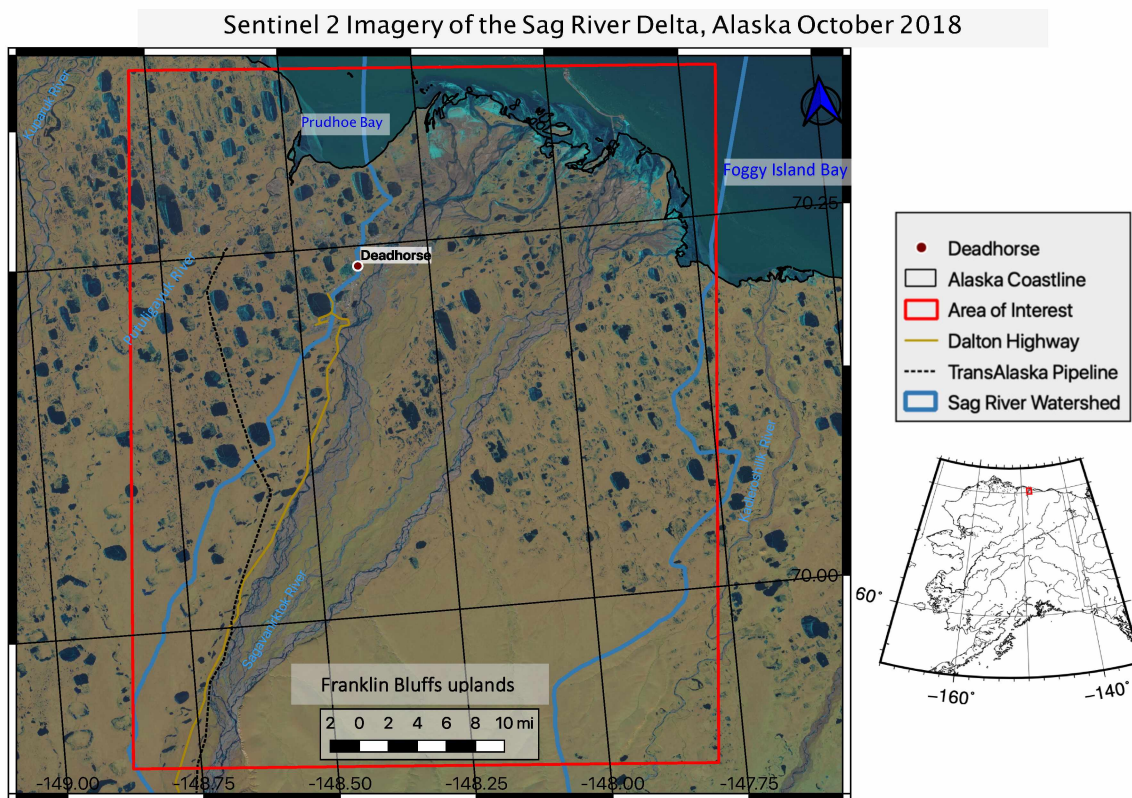 Sentinel 2 Imagery of the Sag River Delta, Alaska October 2018
Kuparuk River
Prudhoe Bay
Foggy Island Bay
70.25
Deadhorse
Putuligayuk River
Sagavanirktok River
70.00
Franklin Bluffs uplands
2 0 2 4 6 8 10 mi
-149.00
-148.75
-148.50
-148.25
-148.00
-147.75
Deadhorse
Alaska Coastline
Area of Interest
Dalton Highway
TransAlaska Pipeline
Sag River Watershed
60°
-160°
-140°